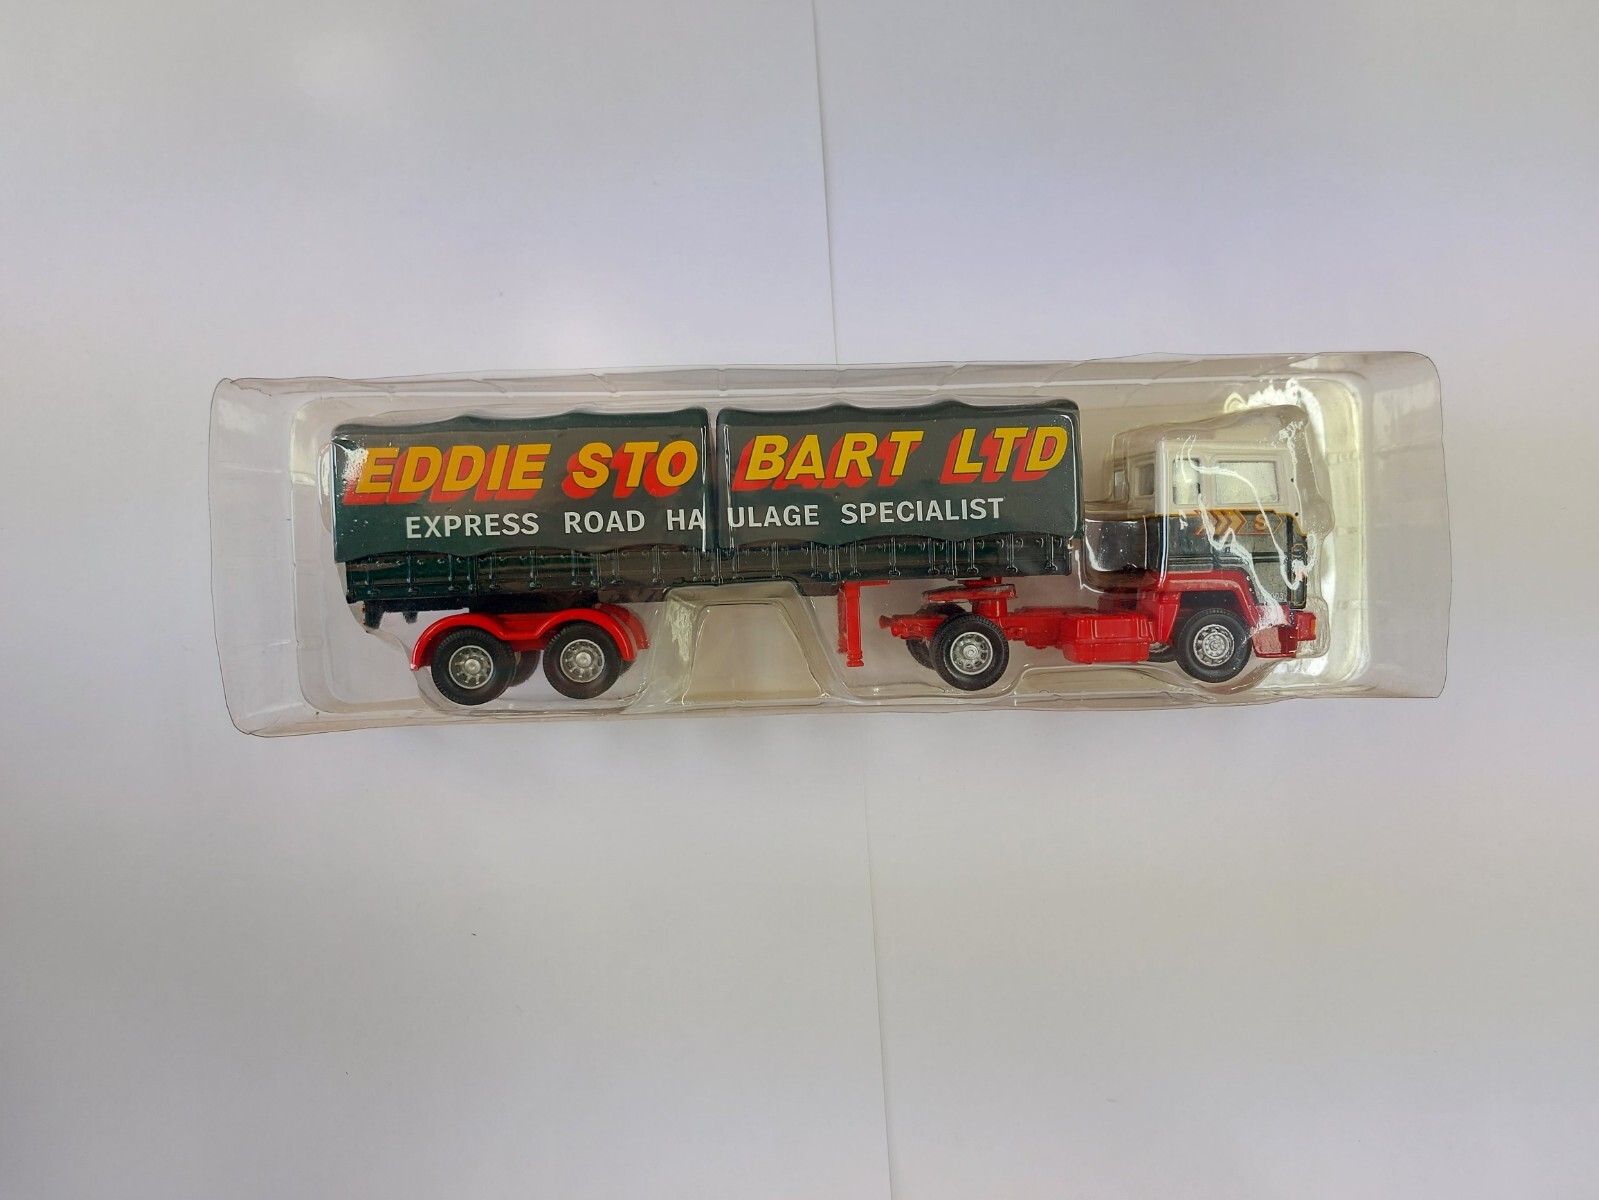 EDDIE STO BART LTD
EXPRESS ROAD HA ULAGE SPECIALIST
S